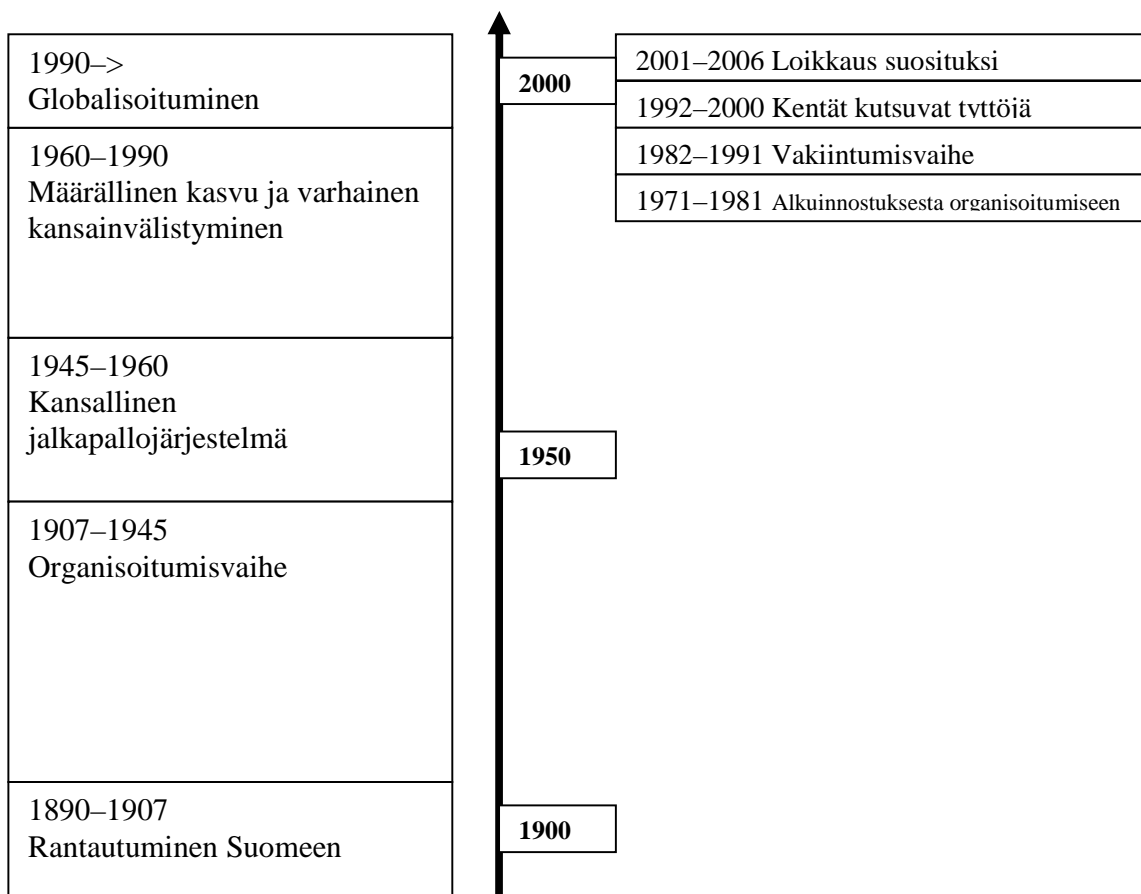 1990–>
Globalisoituminen
1960–1990
Määrällinen kasvu ja varhainen
kansainvälistyminen
1945–1960
Kansallinen
jalkapallojärjestelmä
1907–1945
Organisoitumisvaihe
1890–1907
Rantautuminen Suomeen
2000
1950
1900
2001–2006 Loikkaus suosituksi
1992–2000 Kentät kutsuvat tyttöjä
1982–1991 Vakiintumisvaihe
1971–1981 Alkuinnostuksesta organisoitumiseen